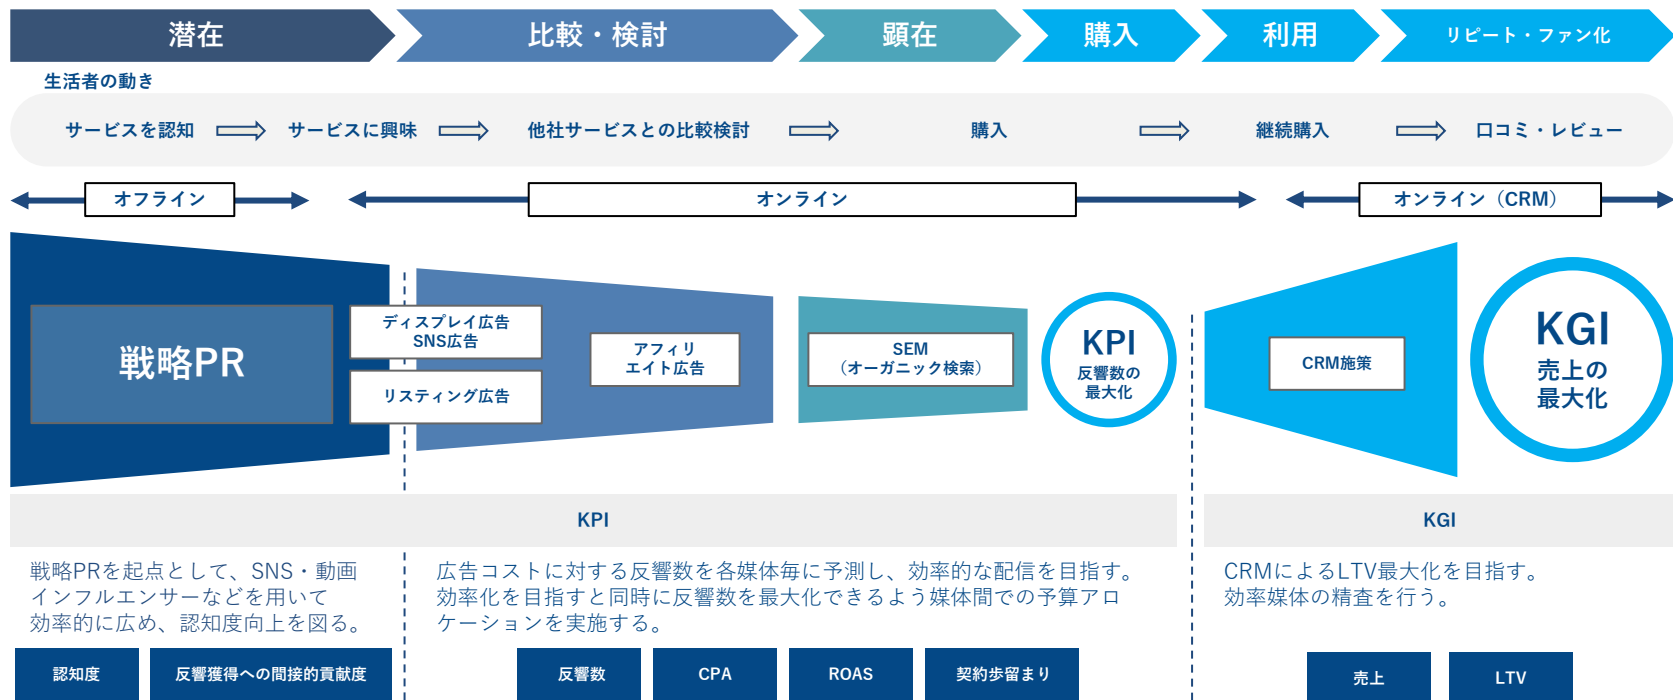 潜在
比較・検討
顕在
購入
利用
リピート・ファン化
生活者の動き
サービスを認知
サービスに興味
他社サービスとの比較検討
購入
継続購入
口コミ・レビュー
オフライン
オンライン
オンライン（CRM）
戦略PR
ディスプレイ広告
SNS広告
リスティング広告
アフィリ
エイト広告
SEM
（オーガニック検索）
KPI
反響数の
最大化
CRM施策
KGI
売上の
最大化
KPI
KGI
戦略PRを起点として、SNS・動画
インフルエンサーなどを用いて
効率的に広め、認知度向上を図る。
広告コストに対する反響数を各媒体毎に予測し、効率的な配信を目指す。
効率化を目指すと同時に反響数を最大化できるよう媒体間での予算アロ
ケーションを実施する。
CRMによるLTV最大化を目指す。
効率媒体の精査を行う。
認知度
反響獲得への間接的貢献度
反響数
CPA
ROAS
契約歩留まり
売上
LTV